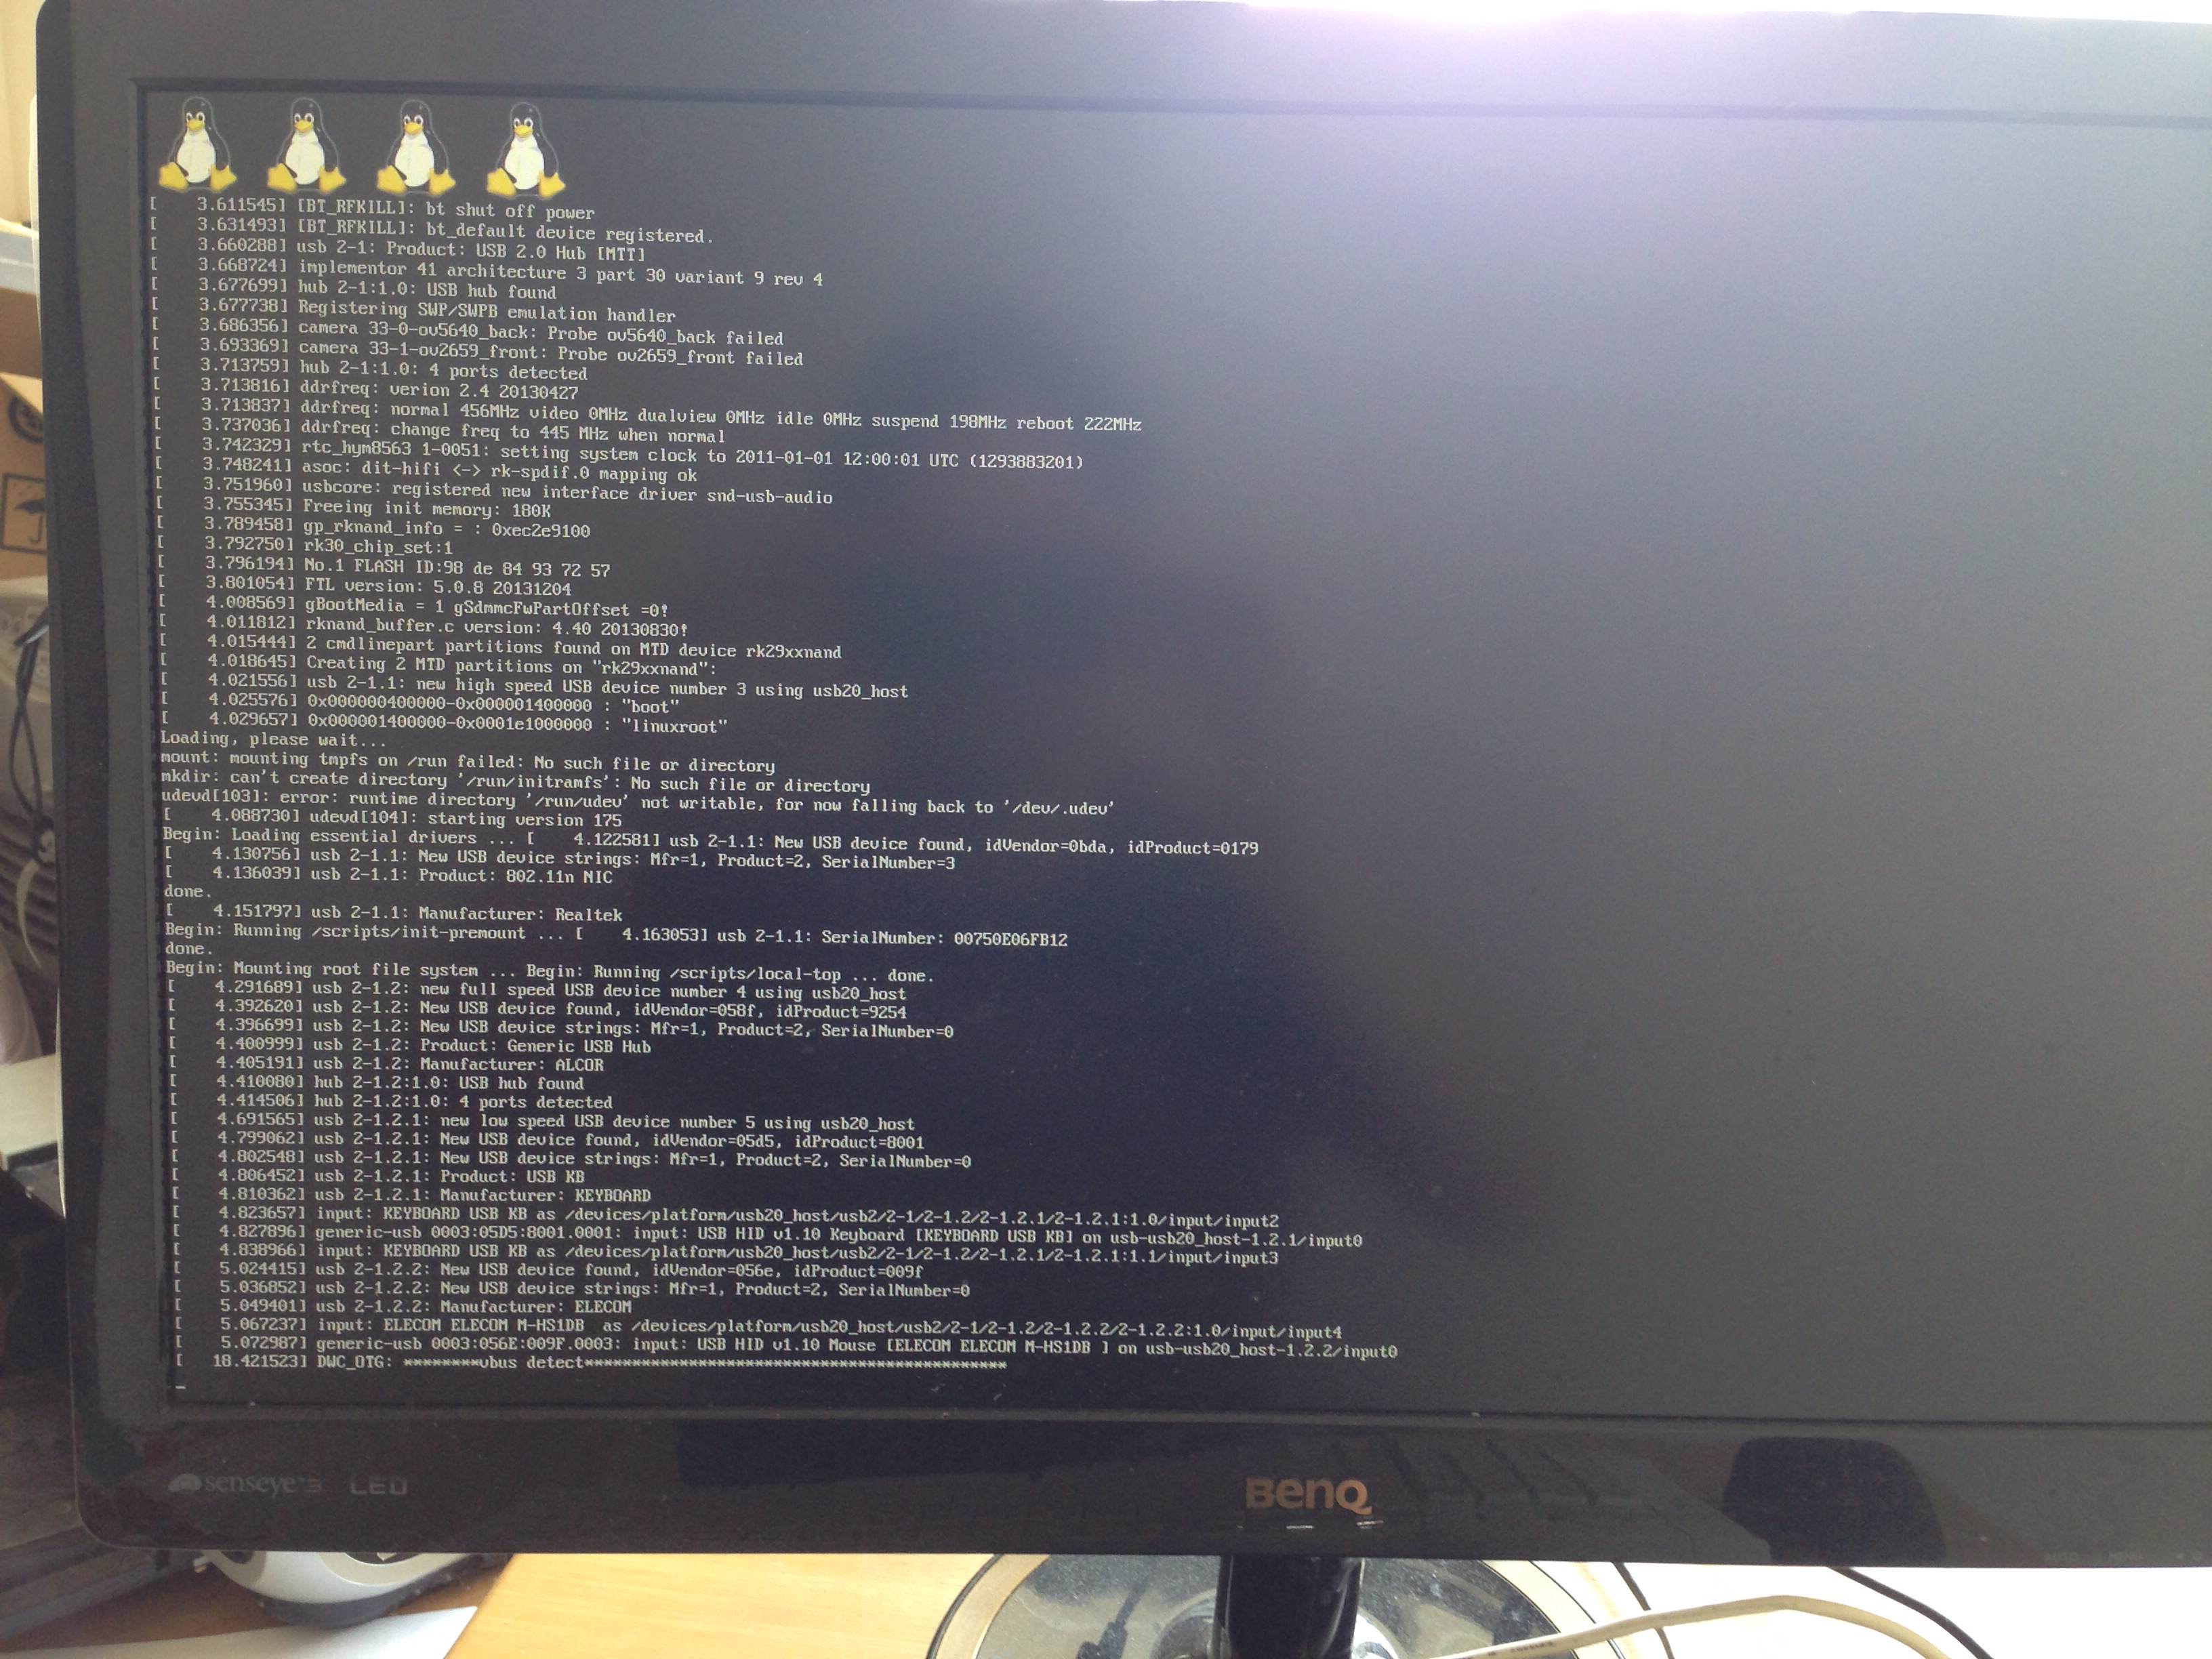 [    3.611545] [BT_RFKILL]: bt shut off power
[    3.631493] [BT_RFKILL]: bt_default device registered.
[    3.660288] usb 2-1: Product: USB 2.0 Hub [MTT]
[    3.668724] implementor 41 architecture 3 part 30 variant 9 rev 4
[    3.677699] hub 2-1:1.0: USB hub found
[    3.677738] Registering SWP/SWPB emulation handler
[    3.686356] camera 33-0-ov5640_back: Probe ov5640_back failed
[    3.693369] camera 33-1-ov2659_front: Probe ov2659_front failed
[    3.713759] hub 2-1:1.0: 4 ports detected
[    3.713816] ddrfreq: verion 2.4 20130427
[    3.713837] ddrfreq: normal 456MHz video 0MHz dualview 0MHz idle 0MHz suspend 198MHz reboot 222MHz
[    3.737036] ddrfreq: change freq to 445 MHz when normal
[    3.742329] rtc_hym8563 1-0051: setting system clock to 2011-01-01 12:00:01 UTC (1293883201)
[    3.748241] asoc: dit-hifi <-> rk-spdif.0 mapping ok
[    3.751960] usbcore: registered new interface driver snd-usb-audio
[    3.755345] Freeing init memory: 180K
[    3.789458] gp_rknand_info = : 0xec2e9100
[    3.792750] rk30_chip_set:1
[    3.796194] No.1 FLASH ID:98 de 84 93 72 57
[    3.801054] FTL version: 5.0.8 20131204
[    4.008569] gBootMedia = 1 gSdmmcFwPartOffset =0!
[    4.011812] rknand_buffer.c version: 4.40 20130830!
[    4.015444] 2 cmdlinepart partitions found on MTD device rk29xxnand
[    4.018645] Creating 2 MTD partitions on "rk29xxnand":
[    4.021556] usb 2-1.1: new high speed USB device number 3 using usb20_host
[    4.025576] 0x000000400000-0x000001400000 : "boot"
[    4.029657] 0x000001400000-0x0001e1000000 : "linuxroot"
Loading, please wait...
mount: mounting tmpfs on /run failed: No such file or directory
mkdir: can't create directory '/run/initramfs': No such file or directory
udevd[103]: error: runtime directory '/run/udev' not writable, for now falling back to '/dev/.udev'
[    4.088730] udevd[104]: starting version 175
Begin: Loading essential drivers ... [    4.122581] usb 2-1.1: New USB device found, idVendor=0bda, idProduct=0179
[    4.130756] usb 2-1.1: New USB device strings: Mfr=1, Product=2, SerialNumber=3
[    4.136039] usb 2-1.1: Product: 802.11n NIC
done.
[    4.151797] usb 2-1.1: Manufacturer: Realtek
Begin: Running /scripts/init-premount ... [    4.163053] usb 2-1.1: SerialNumber: 00750E06FB12
done.
Begin: Mounting root file system ... Begin: Running /scripts/local-top ... done.
[    4.291689] usb 2-1.2: new full speed USB device number 4 using usb20_host
[    4.392620] usb 2-1.2: New USB device found, idVendor=058f, idProduct=9254
[    4.396699] usb 2-1.2: New USB device strings: Mfr=1, Product=2, SerialNumber=0
[    4.400999] usb 2-1.2: Product: Generic USB Hub
[    4.405191] usb 2-1.2: Manufacturer: ALCOR
[    4.410080] hub 2-1.2:1.0: USB hub found
[    4.414506] hub 2-1.2:1.0: 4 ports detected
[    4.691565] usb 2-1.2.1: new low speed USB device number 5 using usb20_host
[    4.799062] usb 2-1.2.1: New USB device found, idVendor=05d5, idProduct=8001
[    4.802548] usb 2-1.2.1: New USB device strings: Mfr=1, Product=2, SerialNumber=0
[    4.806452] usb 2-1.2.1: Product: USB KB
[    4.810362] usb 2-1.2.1: Manufacturer: KEYBOARD
[    4.823657] input: KEYBOARD USB KB as /devices/platform/usb20_host/usb2/2-1/2-1.2/2-1.2.1/2-1.2.1:1.0/input/input2
[    4.827896] generic-usb 0003:05D5:8001.0001: input: USB HID v1.10 Keyboard [KEYBOARD USB KB] on usb-usb20_host-1.2.1/input0
[    4.838966] input: KEYBOARD USB KB as /devices/platform/usb20_host/usb2/2-1/2-1.2/2-1.2.1/2-1.2.1:1.1/input/input3
[    5.024415] usb 2-1.2.2: New USB device found, idVendor=056e, idProduct=009f
[    5.036852] usb 2-1.2.2: New USB device strings: Mfr=1, Product=2, SerialNumber=0
[    5.049401] usb 2-1.2.2: Manufacturer: ELECOM
[    5.067237] input: ELECOM ELECOM M-HS1DB  as /devices/platform/usb20_host/usb2/2-1/2-1.2/2-1.2.2/2-1.2.2:1.0/input/input4
[    5.072987] generic-usb 0003:056E:009F.0003: input: USB HID v1.10 Mouse [ELECOM ELECOM M-HS1DB ] on usb-usb20_host-1.2.2/input0
[   18.421523] DWC_OTG: ********vbus detect********************************************
_
senseye 3 LED
BenQ